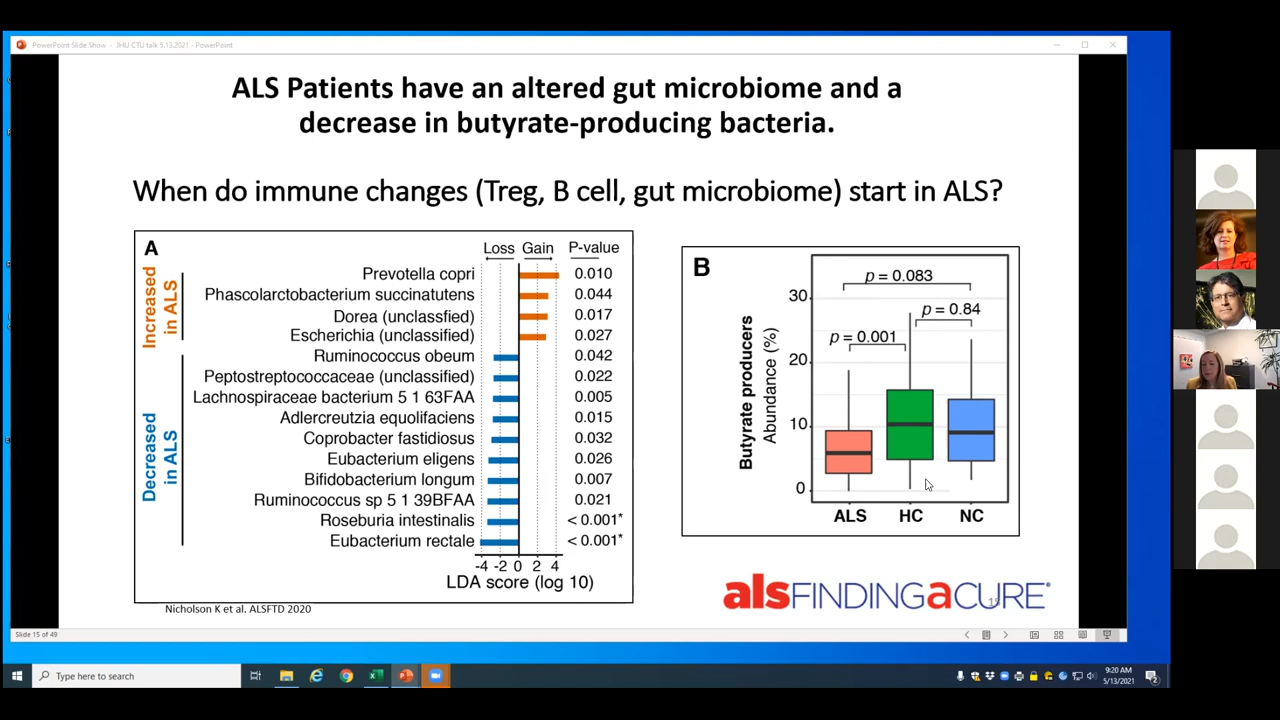 PowerPoint Slide Show - JHU CTU talk 5.13.2021 - PowerPoint
ALS Patients have an altered gut microbiome and a
decrease in butyrate-producing bacteria.
When do immune changes (Treg, B cell, gut microbiome) start in ALS?
A
Loss Gain P-value
Increased
in ALS
Prevotella copri 0.010
Phascolarctobacterium succinatutens 0.044
Dorea (unclassfied) 0.017
Escherichia (unclassified) 0.027
Decreased
in ALS
Ruminococcus obeum 0.042
Peptostreptococcaceae (unclassified) 0.022
Lachnospiraceae bacterium 5 1 63FAA 0.005
Adlercreutzia equolifaciens 0.015
Coprobacter fastidiosus 0.032
Eubacterium eligens 0.026
Bifidobacterium longum 0.007
Ruminococcus sp 5 1 39BFAA 0.021
Roseburia intestinalis < 0.001*
Eubacterium rectale < 0.001*
-4 -2 0 2 4
LDA score (log 10)
Nicholson K et al. ALSFTD 2020
B
Butyrate producers
Abundance (%)
30
20
10
0
p = 0.083
p = 0.84
p = 0.001
ALS HC NC
alsFINDINGaCURE®
15
Slide 15 of 49
Type here to search
9:20 AM
5/13/2021
2